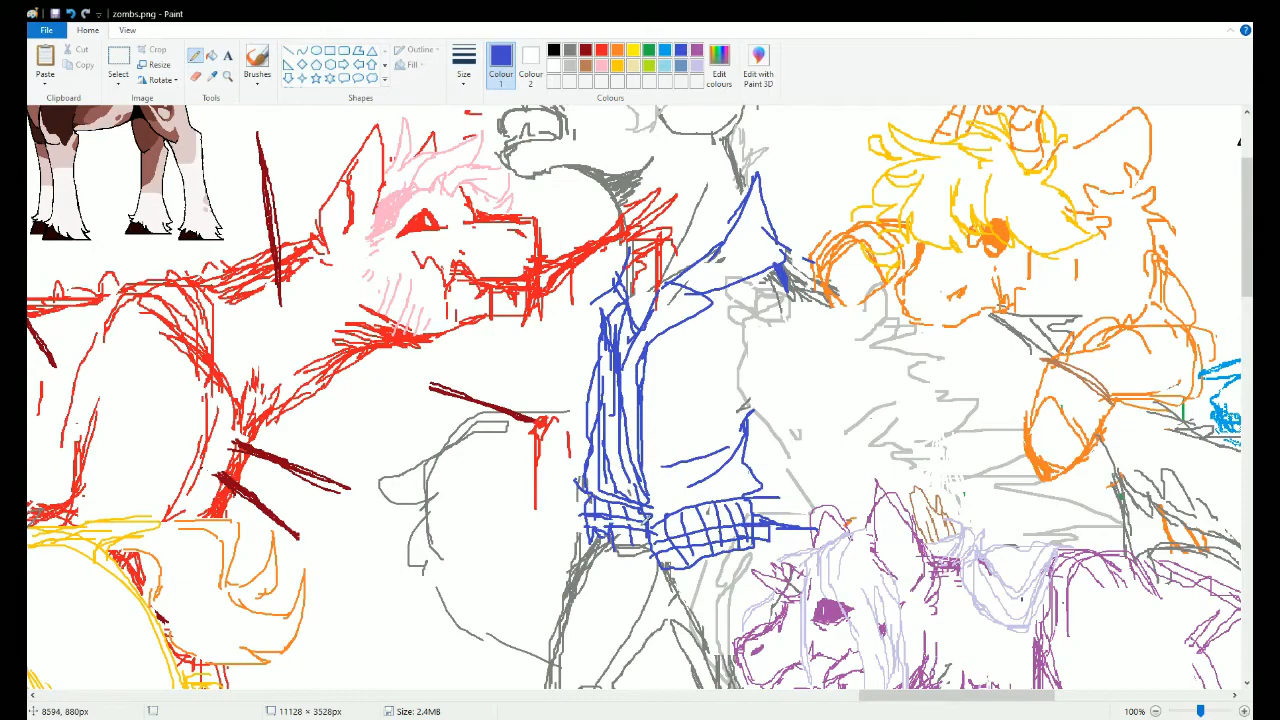 zombs.png - Paint
File Home View
Paste
Cut
Copy
Clipboard
Select
Crop
Resize
Rotate
Image
Tools
Brushes
Outline
Fill
Shapes
Size
Colour 1
Colour 2
Edit colours
Edit with Paint 3D
Colours
8594, 880px
11128 × 3528px
Size: 2.4MB
100%